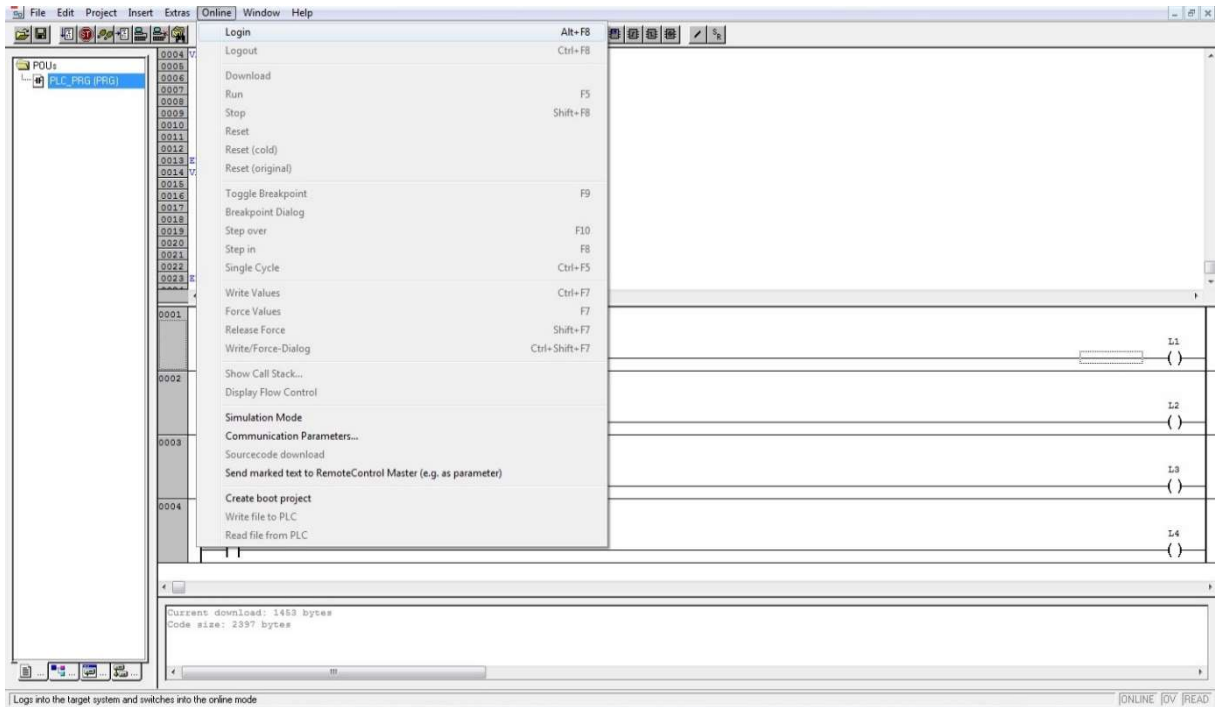 File Edit Project Insert Extras Online Window Help
POUs
PLC_PRG (PRG)
Login Alt+F8
Logout Ctrl+F8
Download
Run F5
Stop Shift+F8
Reset
Reset (cold)
Reset (original)
Toggle Breakpoint F9
Breakpoint Dialog
Step over F10
Step in F8
Single Cycle Ctrl+F5
Write Values Ctrl+F7
Force Values F7
Release Force Shift+F7
Write/Force-Dialog Ctrl+Shift+F7
Show Call Stack...
Display Flow Control
Simulation Mode
Communication Parameters...
Sourcecode download
Send marked text to RemoteControl Master (e.g. as parameter)
Create boot project
Write file to PLC
Read file from PLC
0004 V
0005
0006
0007
0008
0009
0010
0011
0012
0013 E
0014 V
0015
0016
0017
0018
0019
0020
0021
0022
0023 E
0001
L1
0002
L2
0003
L3
0004
L4
Current download: 1453 bytes
Code size: 2397 bytes
Logs into the target system and switches into the online mode
ONLINE OV READ